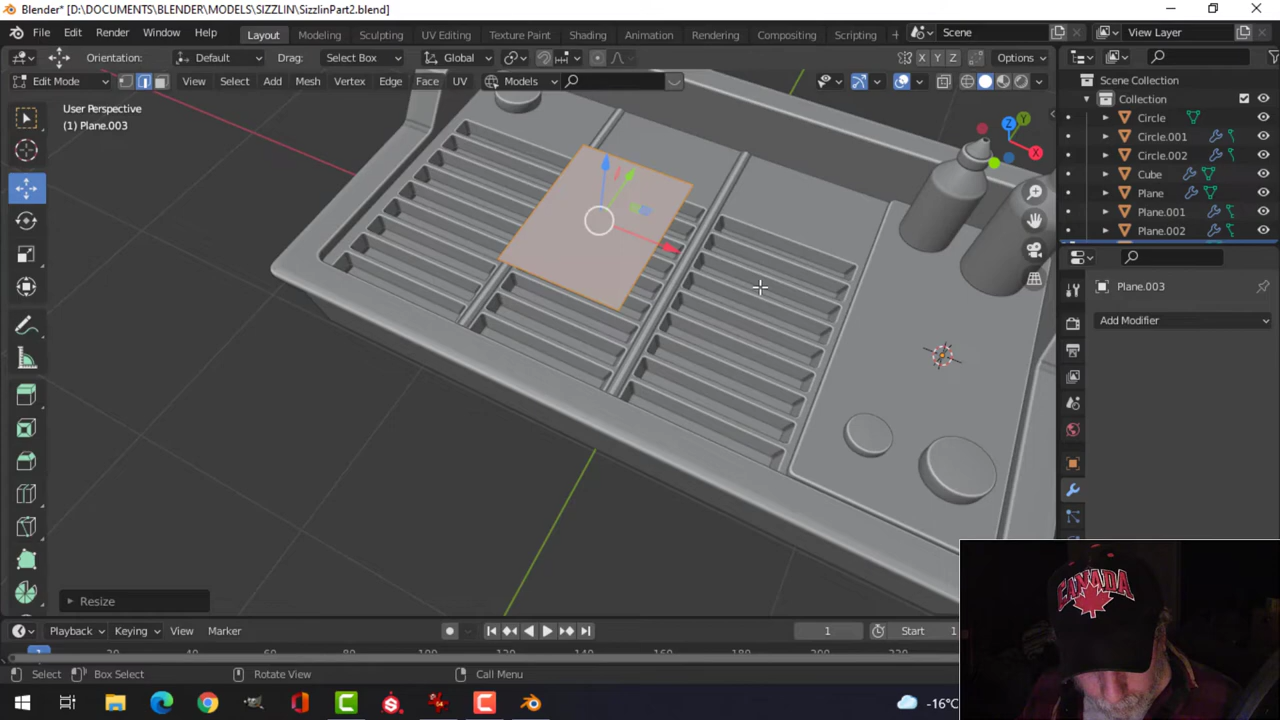 Blender* [D:\DOCUMENTS\BLENDER\MODELS\SIZZLIN\SizzlinPart2.blend]
File Edit Render Window Help Layout Modeling Sculpting UV Editing Texture Paint Shading Animation Rendering Compositing Scripting + Scene View Layer
Orientation: Default Drag: Select Box Global X Y Z Options
Edit Mode View Select Add Mesh Vertex Edge Face UV Models
User Perspective
(1) Plane.003
Z
Y
X
Scene Collection
Collection
Circle
Circle.001
Circle.002
Cube
Plane
Plane.001
Plane.002
Plane.003
Add Modifier
Resize
Playback Keying View Marker 1 Start 1
Select Box Select Rotate View Call Menu
CANADA
-16°C